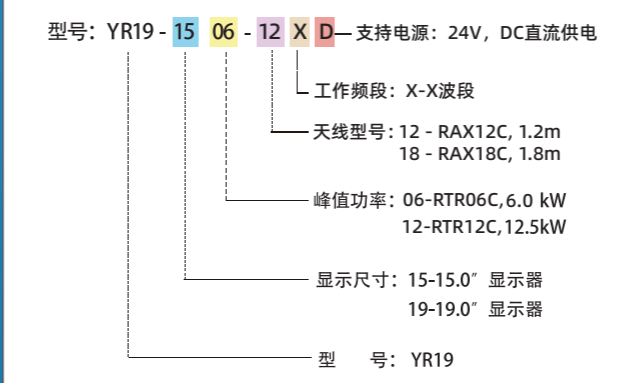 型号：YR19 - 15 06 - 12 X D 支持电源：24V，DC直流供电
工作频段：X-X波段
天线型号：12 - RAX12C, 1.2m
18 - RAX18C, 1.8m
峰值功率：06-RTR06C,6.0 kW
12-RTR12C,12.5kW
显示尺寸：15-15.0″ 显示器
19-19.0″ 显示器
型 号：YR19